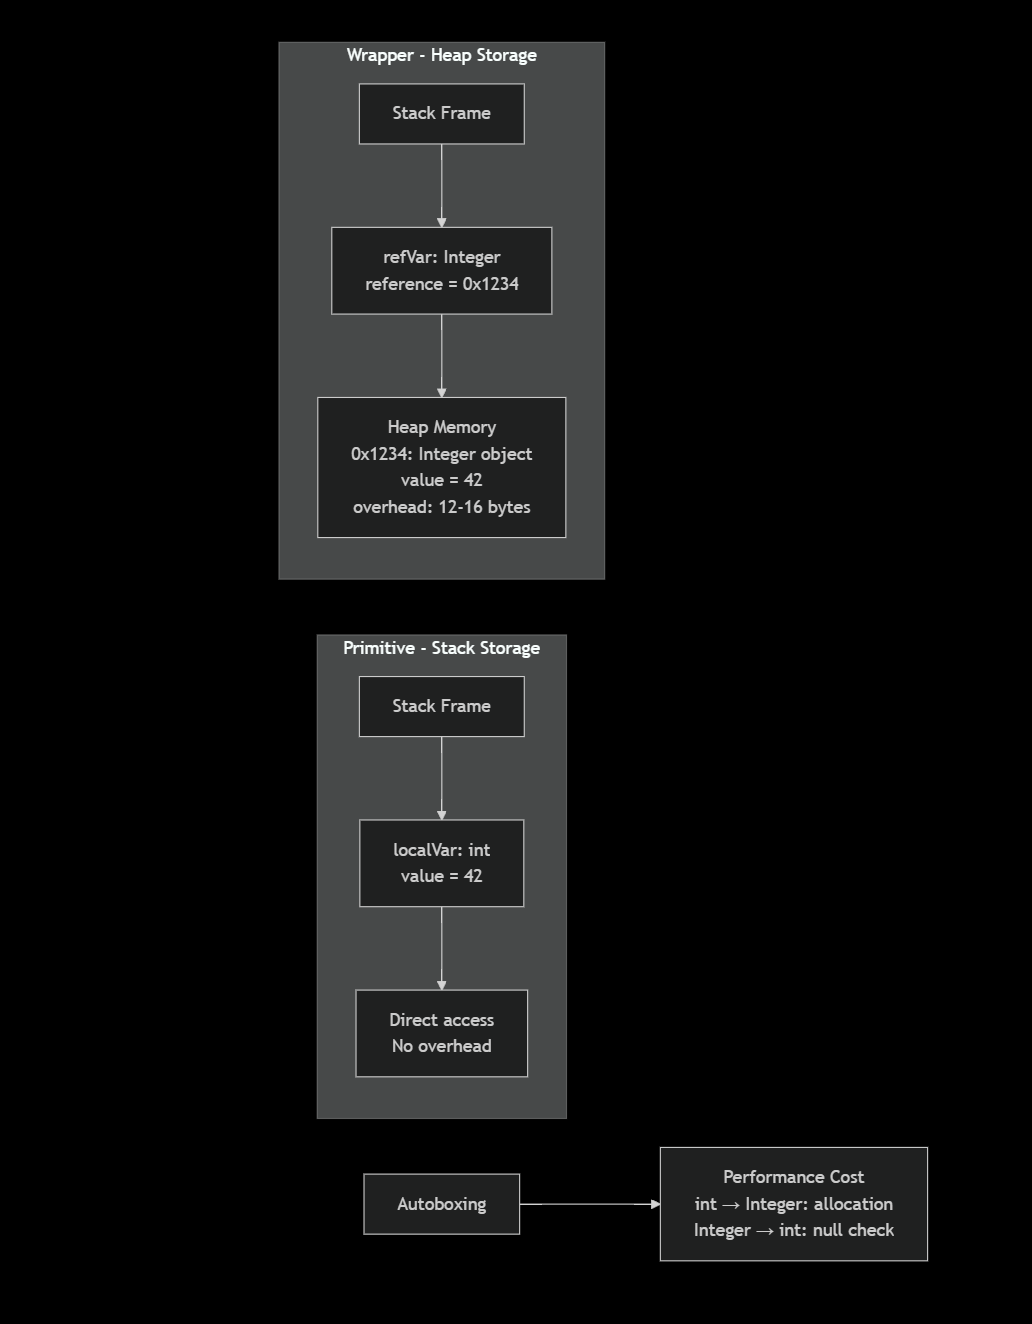 Wrapper - Heap Storage
Stack Frame
refVar: Integer
reference = 0x1234
Heap Memory
0x1234: Integer object
value = 42
overhead: 12-16 bytes
Primitive - Stack Storage
Stack Frame
localVar: int
value = 42
Direct access
No overhead
Autoboxing
Performance Cost
int → Integer: allocation
Integer → int: null check